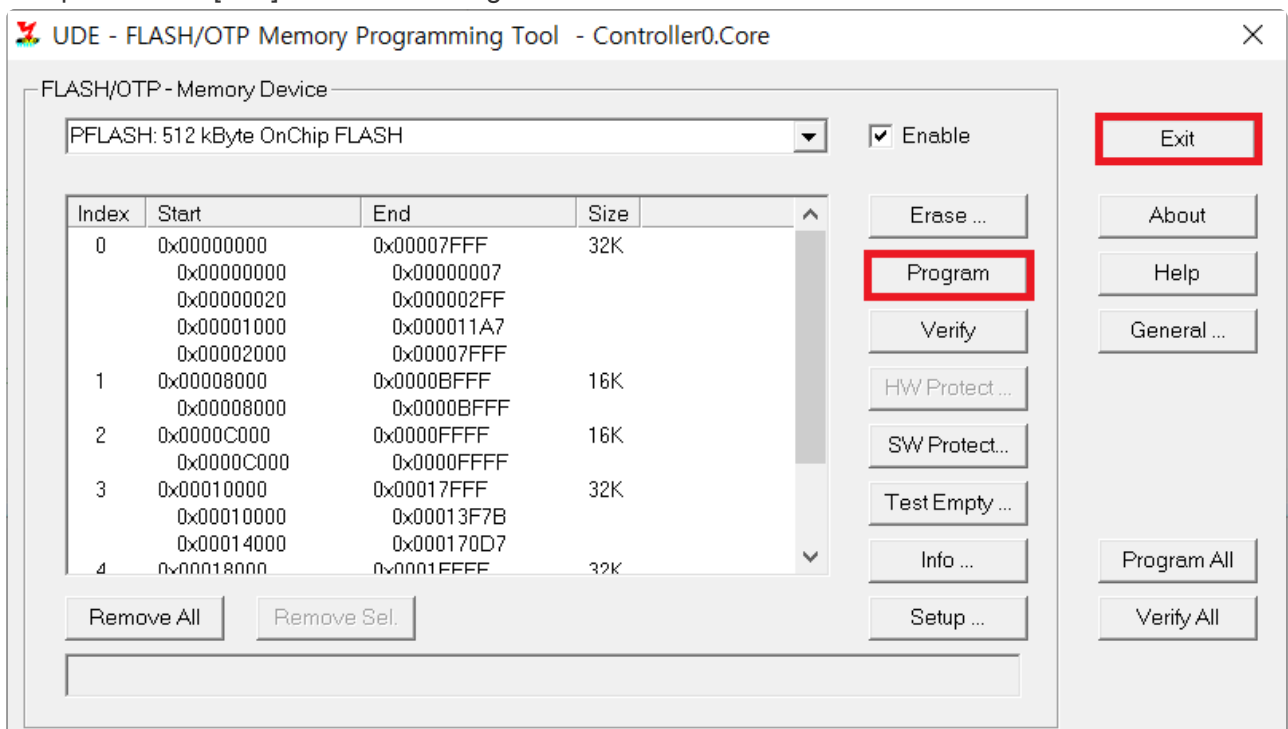 UDE - FLASH/OTP Memory Programming Tool - Controller0.Core
FLASH/OTP - Memory Device
PFLASH: 512 kByte OnChip FLASH
Enable
Exit
Index Start End Size
Erase ...
About
0 0x00000000 0x00007FFF 32K
0x00000000 0x00000007
Program
Help
0x00000020 0x000002FF
0x00001000 0x000011A7
Verify
General ...
0x00002000 0x00007FFF
1 0x00008000 0x0000BFFF 16K
HW Protect ...
0x00008000 0x0000BFFF
2 0x0000C000 0x0000FFFF 16K
SW Protect...
0x0000C000 0x0000FFFF
3 0x00010000 0x00017FFF 32K
Test Empty ...
0x00010000 0x00013F7B
0x00014000 0x000170D7
Info ...
Program All
4 0x00018000 0x0001FFFF 32K
Remove All
Remove Sel.
Setup ...
Verify All